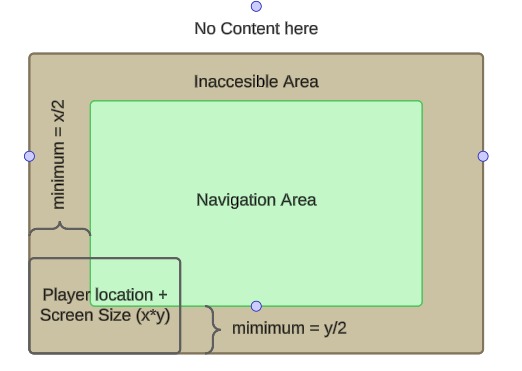 No Content here
Inaccesible Area
minimum = x/2
Navigation Area
Player location +
Screen Size (x*y)
mimimum = y/2